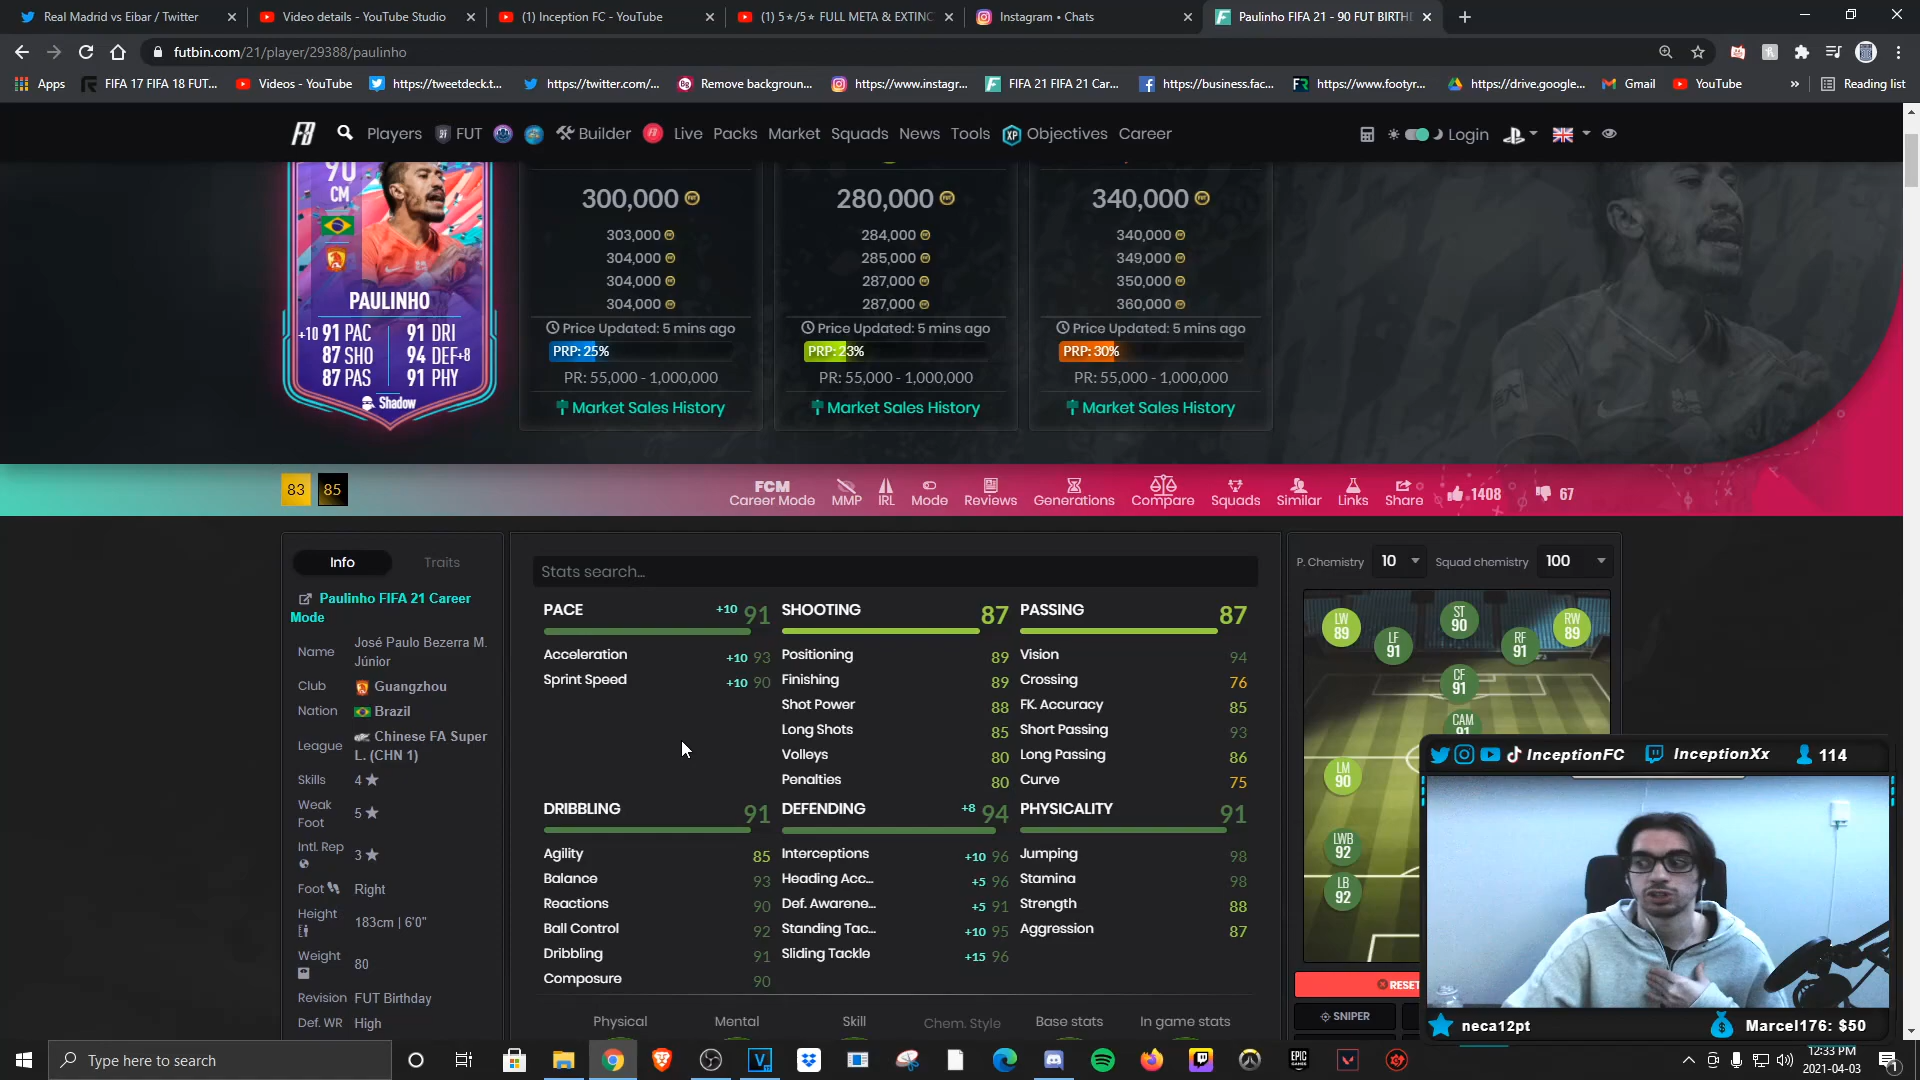 Real Madrid vs Eibar / Twitter
Video details - YouTube Studio
(1) Inception FC - YouTube
(1) 5★/5★ FULL META & EXTINC
Instagram • Chats
Paulinho FIFA 21 - 90 FUT BIRTHD
futbin.com/21/player/29388/paulinho
Apps
FIFA 17 FIFA 18 FUT...
Videos - YouTube
https://tweetdeck.t...
https://twitter.com/...
Remove backgroun...
https://www.instagr...
FIFA 21 FIFA 21 Car...
https://business.fac...
https://www.footyr...
https://drive.google...
Gmail
YouTube
Reading list
Players FUT Builder Live Packs Market Squads News Tools Objectives Career
Login
90
CM
PAULINHO
+10 91 PAC 91 DRI
87 SHO 94 DEF+8
87 PAS 91 PHY
Shadow
300,000
303,000
304,000
304,000
304,000
Price Updated: 5 mins ago
PRP: 25%
PR: 55,000 - 1,000,000
Market Sales History
280,000
284,000
285,000
287,000
287,000
Price Updated: 5 mins ago
PRP: 23%
PR: 55,000 - 1,000,000
Market Sales History
340,000
340,000
349,000
350,000
360,000
Price Updated: 5 mins ago
PRP: 30%
PR: 55,000 - 1,000,000
Market Sales History
83 85
FCM
Career Mode MMP IRL Mode Reviews Generations Compare Squads Similar Links Share 1408 67
Info Traits
Paulinho FIFA 21 Career
Mode
Name José Paulo Bezerra M.
Júnior
Club Guangzhou
Nation Brazil
League Chinese FA Super
L. (CHN 1)
Skills 4★
Weak
Foot 5★
Intl. Rep 3★
Foot Right
Height 183cm | 6'0"
Weight 80
Revision FUT Birthday
Def. WR High
Stats search...
PACE +10 91
Acceleration +10 93
Sprint Speed +10 90
SHOOTING 87
Positioning 89
Finishing 89
Shot Power 88
Long Shots 85
Volleys 80
Penalties 80
PASSING 87
Vision 94
Crossing 76
FK. Accuracy 85
Short Passing 93
Long Passing 86
Curve 75
DRIBBLING 91
Agility 85
Balance 93
Reactions 90
Ball Control 92
Dribbling 91
Composure 90
DEFENDING +8 94
Interceptions +10 96
Heading Acc... +5 96
Def. Awarene... +5 91
Standing Tac... +10 95
Sliding Tackle +15 96
PHYSICALITY 91
Jumping 98
Stamina 98
Strength 88
Aggression 87
Physical Mental Skill Chem. Style Base stats In game stats
P. Chemistry 10 Squad chemistry 100
LW
89
ST
90
RW
89
LF
91
RF
91
CF
91
CAM
91
LM
90
LWB
92
LB
92
RESET
SNIPER
InceptionFC InceptionXx 114
neca12pt Marcel176: $50
Type here to search
12:33 PM
2021-04-03
1